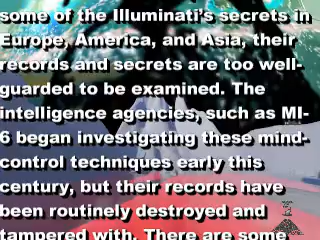 some of the Illuminati's secrets in
Europe, America, and Asia, their
records and secrets are too well-
guarded to be examined. The
intelligence agencies, such as MI-
6 began investigating these mind-
control techniques early this
century, but their records have
been routinely destroyed and
tampered with. There are some